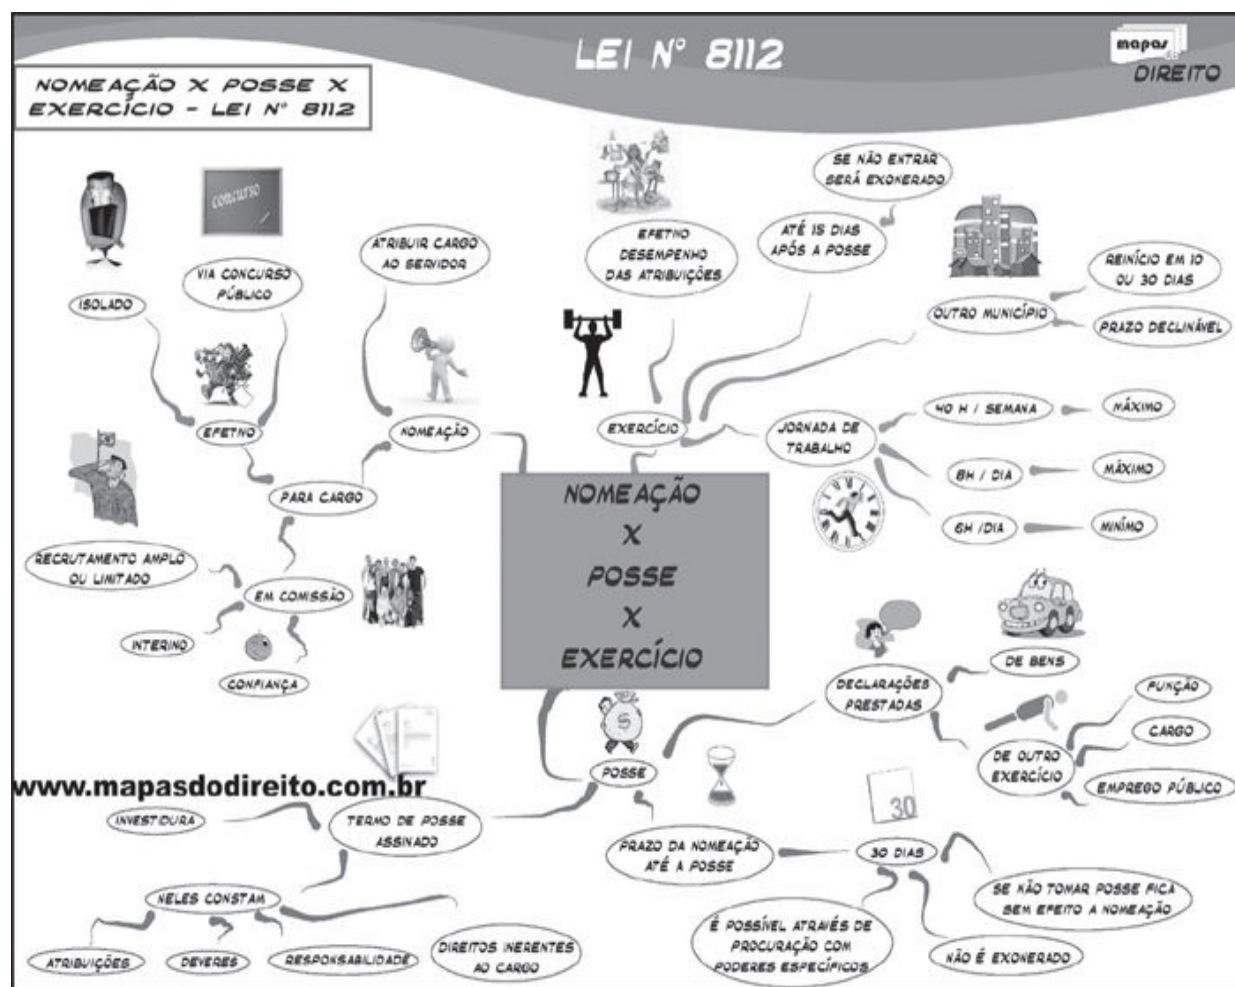 LEI Nº 8112
mapas
DIREITO
NOMEAÇÃO X POSSE X
EXERCÍCIO - LEI Nº 8112
concurso
ISOLADO
VIA CONCURSO
PÚBLICO
ATRIBUIR CARGO
AO SERVIDOR
EFETIVO
NOMEAÇÃO
PARA CARGO
RECRUTAMENTO AMPLO
OU LIMITADO
EM COMISSÃO
INTERINO
CONFIANÇA
EFETIVO
DESEMPENHO
DAS ATRIBUIÇÕES
SE NÃO ENTRAR
SERÁ EXONERADO
ATÉ 15 DIAS
APÓS A POSSE
OUTRO MUNICÍPIO
REINÍCIO EM 10
OU 30 DIAS
PRAZO DECLINÁVEL
EXERCÍCIO
JORNADA DE
TRABALHO
40 H / SEMANA
MÁXIMO
8H / DIA
MÁXIMO
6H /DIA
MINÍMO
NOMEAÇÃO
X
POSSE
X
EXERCÍCIO
DECLARAÇÕES
PRESTADAS
DE BENS
DE OUTRO
EXERCÍCIO
FUNÇÃO
CARGO
EMPREGO PÚBLICO
$
POSSE
www.mapasdodireito.com.br
INVESTIDURA
TERMO DE POSSE
ASSINADO
NELES CONSTAM
ATRIBUIÇÕES
DEVERES
RESPONSABILIDADE
DIREITOS INERENTES
AO CARGO
PRAZO DA NOMEAÇÃO
ATÉ A POSSE
30
30 DIAS
É POSSÍVEL ATRAVÉS DE
PROCURAÇÃO COM
PODERES ESPECÍFICOS
NÃO É EXONERADO
SE NÃO TOMAR POSSE FICA
SEM EFEITO A NOMEAÇÃO